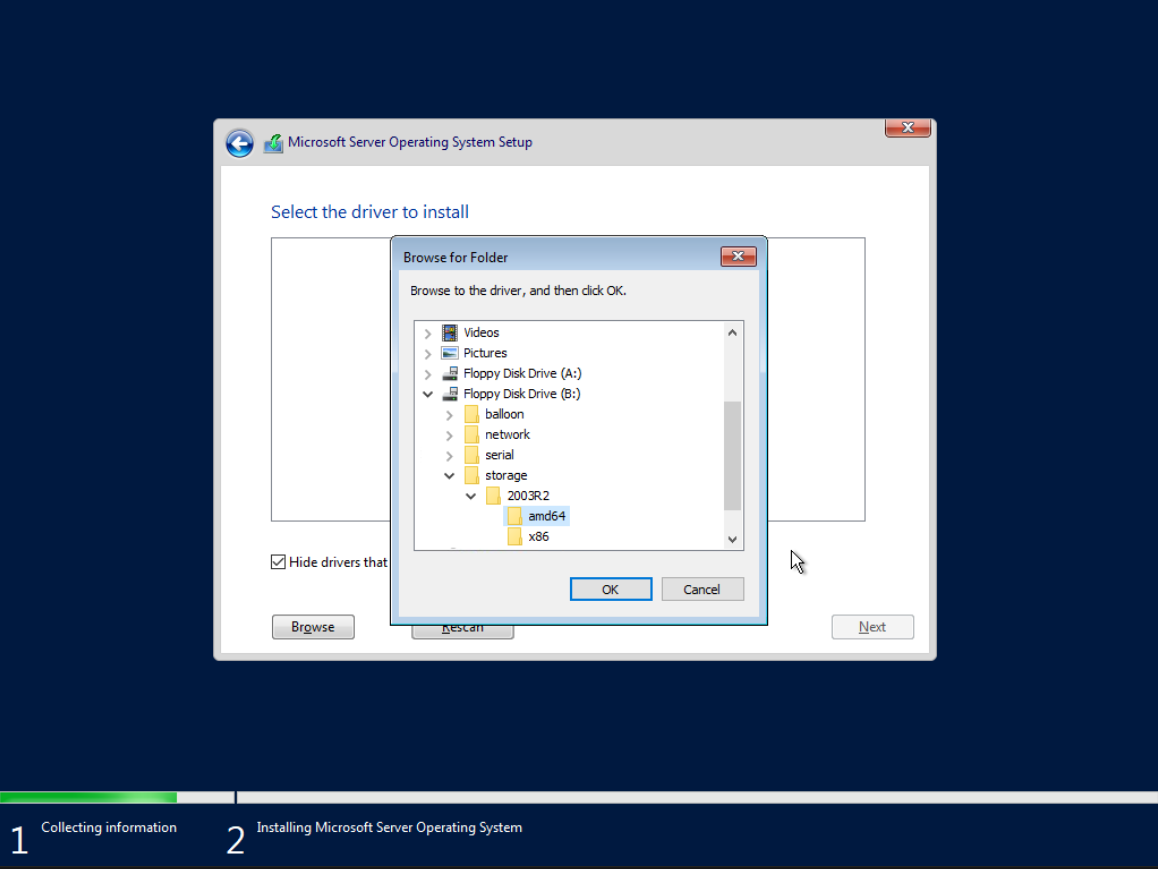 Microsoft Server Operating System Setup
Select the driver to install
Browse for Folder
Browse to the driver, and then click OK.
Videos
Pictures
Floppy Disk Drive (A:)
Floppy Disk Drive (B:)
balloon
network
serial
storage
2003R2
amd64
x86
Hide drivers that
OK
Cancel
Browse
Rescan
Next
1 Collecting information
2 Installing Microsoft Server Operating System